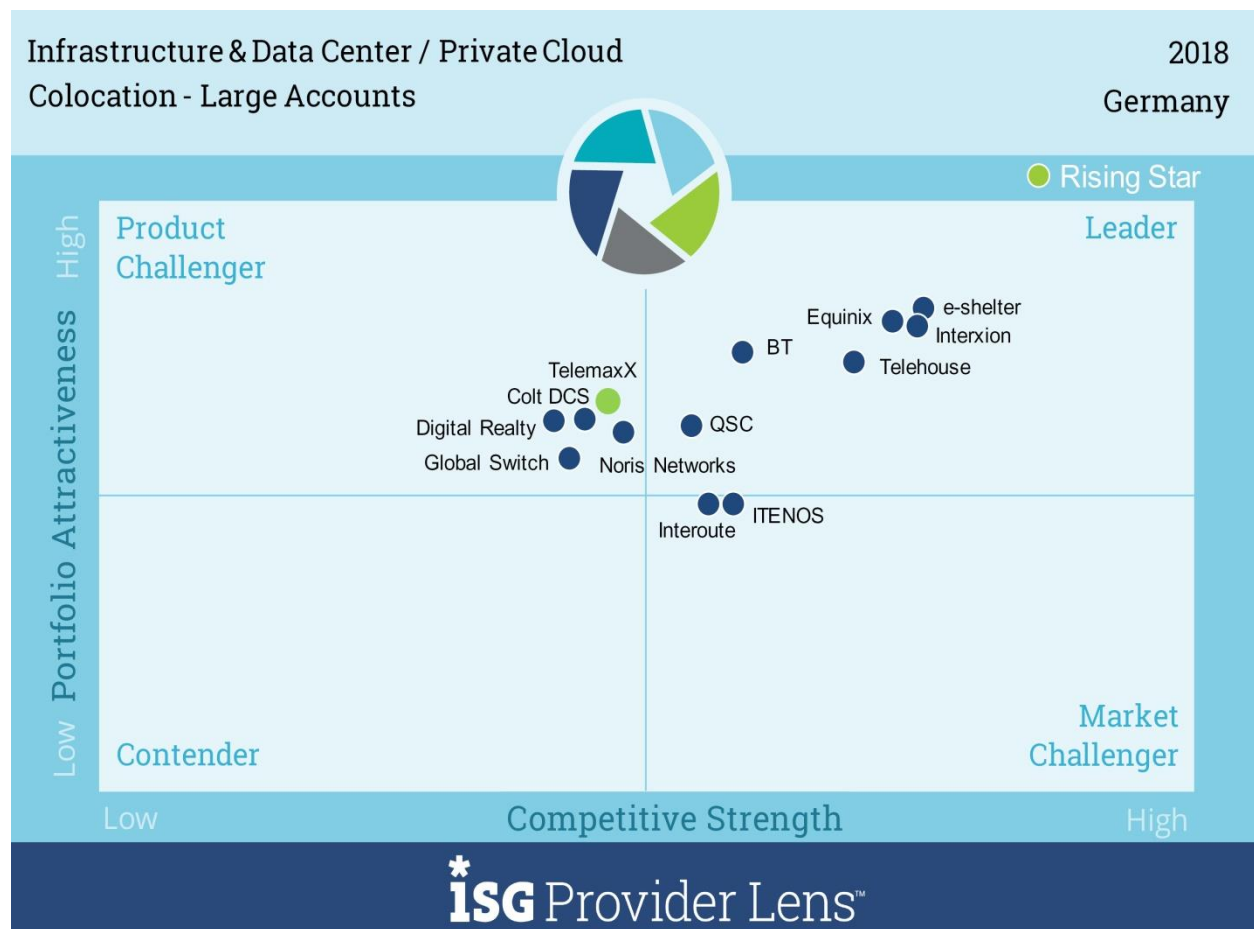 Infrastructure & Data Center / Private Cloud
Colocation - Large Accounts
2018
Germany
Rising Star
Product
Challenger
Leader
High
Portfolio Attractiveness
Low
e-shelter
Equinix
Interxion
BT
Telehouse
TelemaxX
Colt DCS
Digital Realty
QSC
Global Switch
Noris Networks
ITENOS
Interoute
Contender
Market
Challenger
Low
Competitive Strength
High
*ISG Provider Lens™